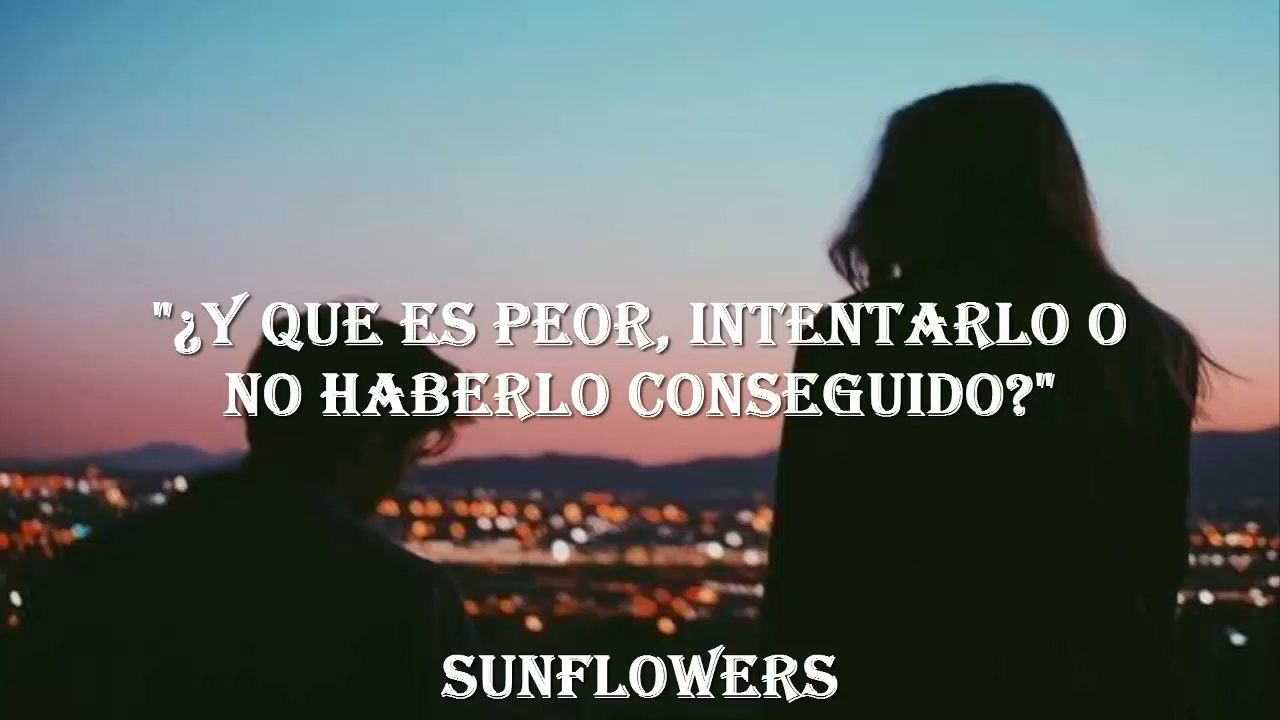 "¿Y QUE ES PEOR, INTENTARLO O
NO HABERLO CONSEGUIDO?"
SUNFLOWERS